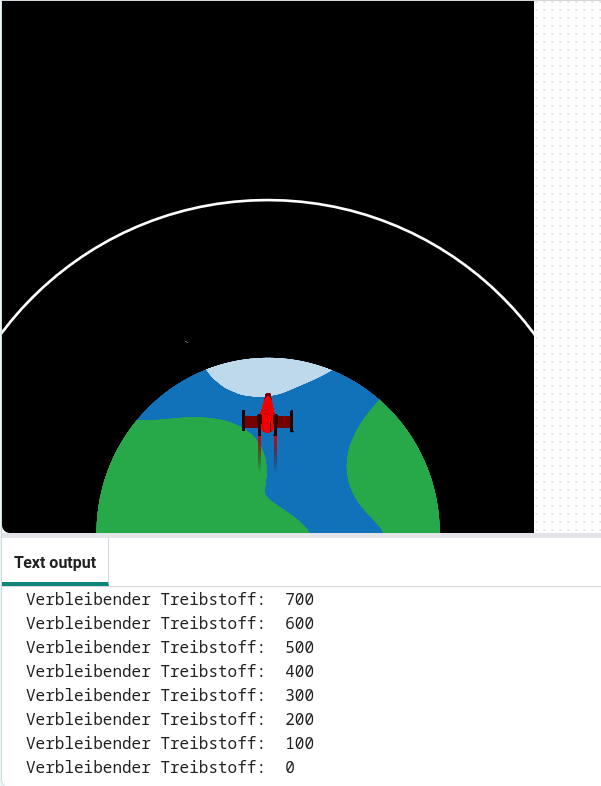 Text output
Verbleibender Treibstoff: 700
Verbleibender Treibstoff: 600
Verbleibender Treibstoff: 500
Verbleibender Treibstoff: 400
Verbleibender Treibstoff: 300
Verbleibender Treibstoff: 200
Verbleibender Treibstoff: 100
Verbleibender Treibstoff: 0